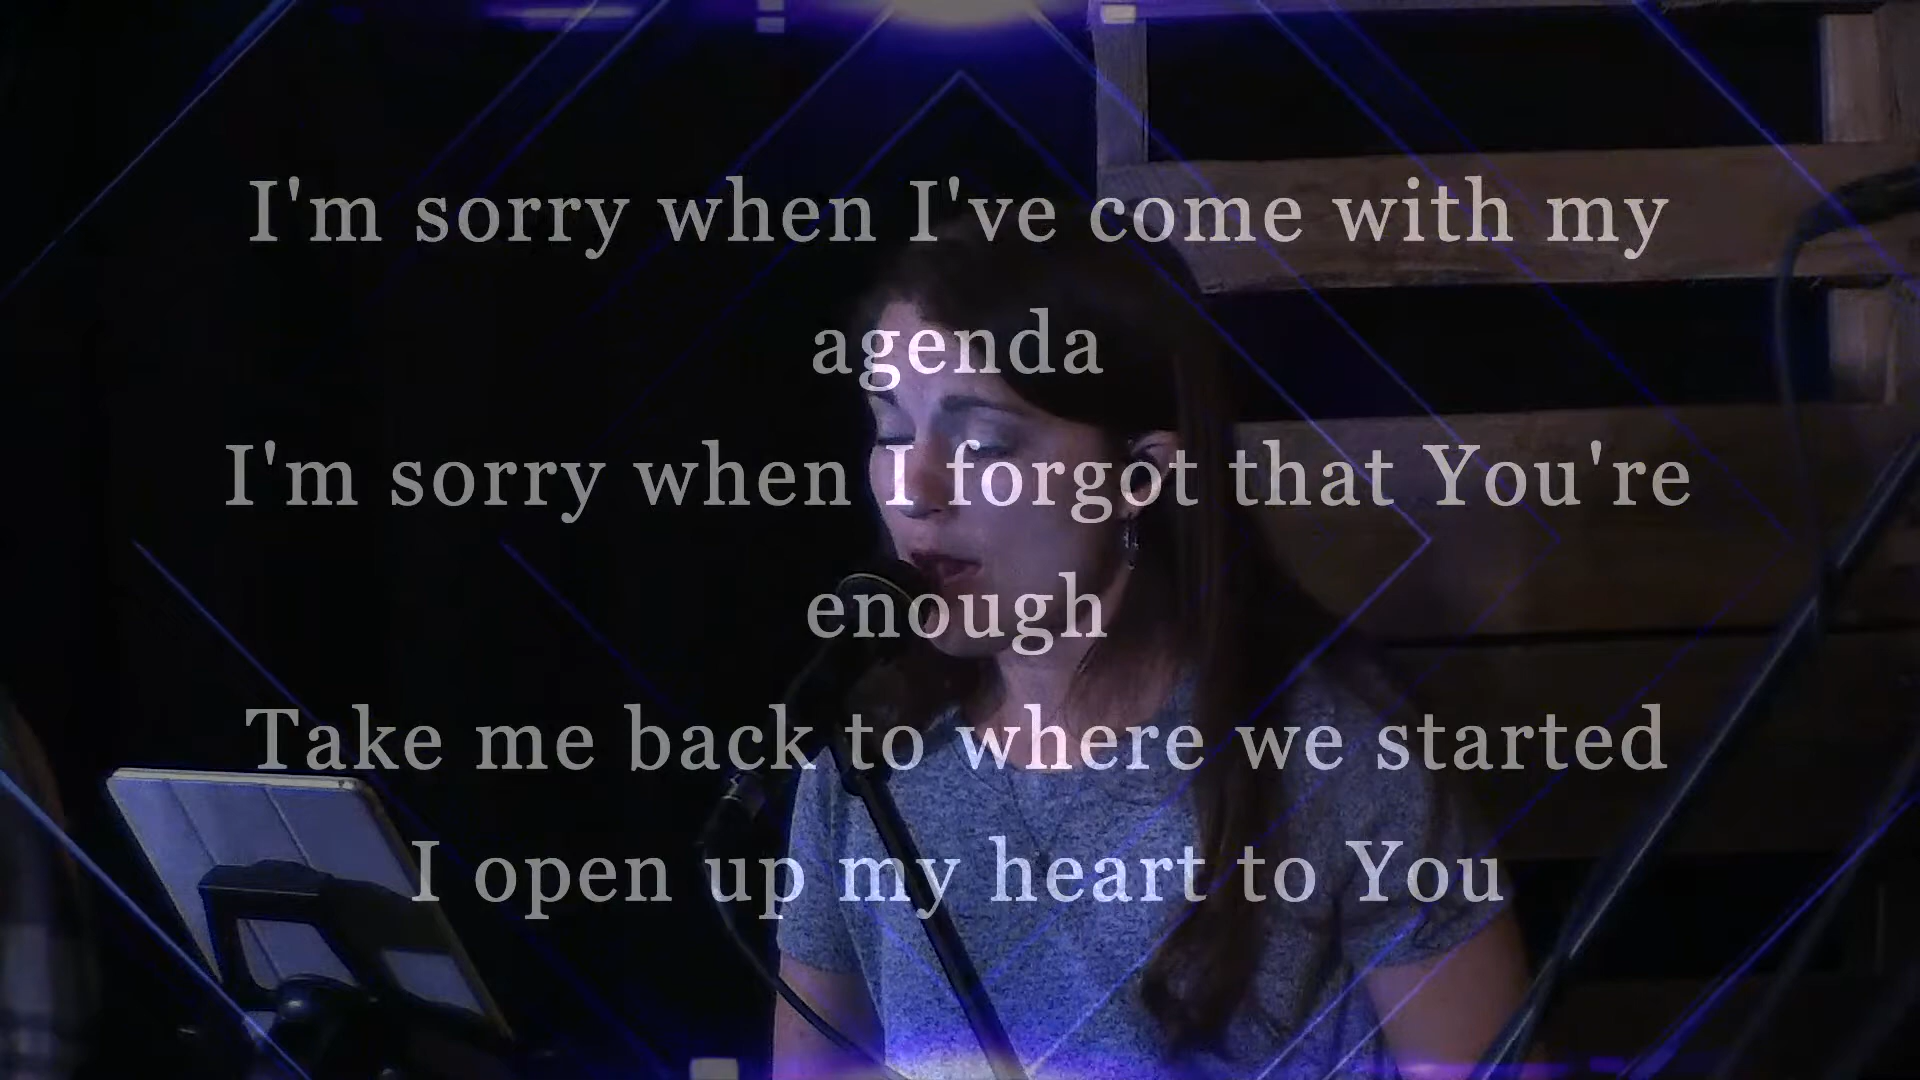 I'm sorry when I've come with my
agenda
I'm sorry when I forgot that You're
enough
Take me back to where we started
I open up my heart to You